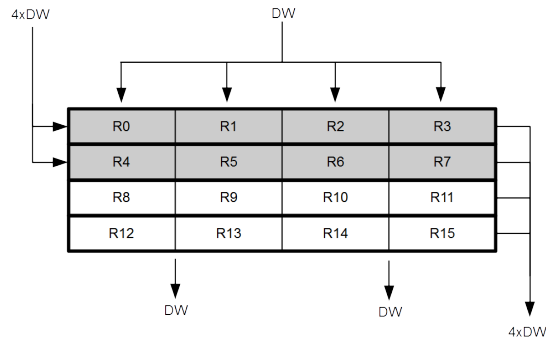 4xDW
DW
R0 R1 R2 R3
R4 R5 R6 R7
R8 R9 R10 R11
R12 R13 R14 R15
DW DW
4xDW